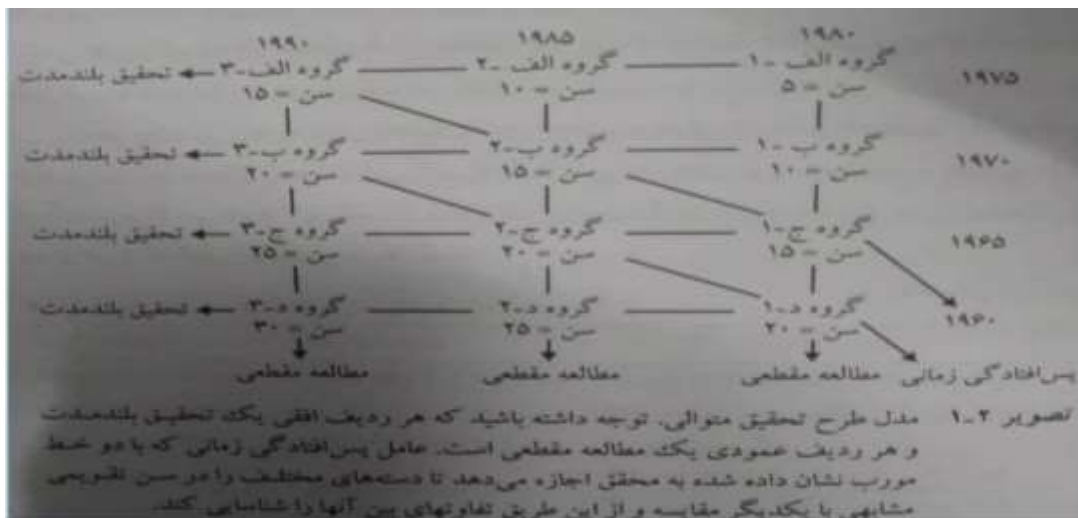 ۱۹۸۰ ۱۹۸۵ ۱۹۹۰
۱۹۷۵ گروه الف -۱ گروه الف -۲ گروه الف -۳ تحقیق بلندمدت
سن = ۵ سن = ۱۰ سن = ۱۵
۱۹۷۰ گروه ب -۱ گروه ب-۲ گروه ب-۳ تحقیق بلندمدت
سن = ۱۰ سن = ۱۵ سن = ۲۰
۱۹۶۵ گروه ج-۱ گروه ج-۲ گروه ج-۳ تحقیق بلندمدت
سن = ۱۵ سن = ۲۰ سن = ۲۵
۱۹۶۰ گروه د-۱ گروه د-۲ گروه د-۳ تحقیق بلندمدت
سن = ۲۰ سن = ۲۵ سن = ۳۰
پس‌افتادگی زمانی مطالعه مقطعی مطالعه مقطعی مطالعه مقطعی
تصویر ۲-۱ مدل طرح تحقیق متوالی. توجه داشته باشید که هر ردیف افقی یک تحقیق بلندمدت
و هر ردیف عمودی یک مطالعه مقطعی است. عامل پس‌افتادگی زمانی که با دو خط
مورب نشان داده شده به محقق اجازه می‌دهد تا دسته‌های مختلف را در سن تقویمی
مشابهی با یکدیگر مقایسه و از این طریق تفاوتهای بین آنها را شناسایی کند.